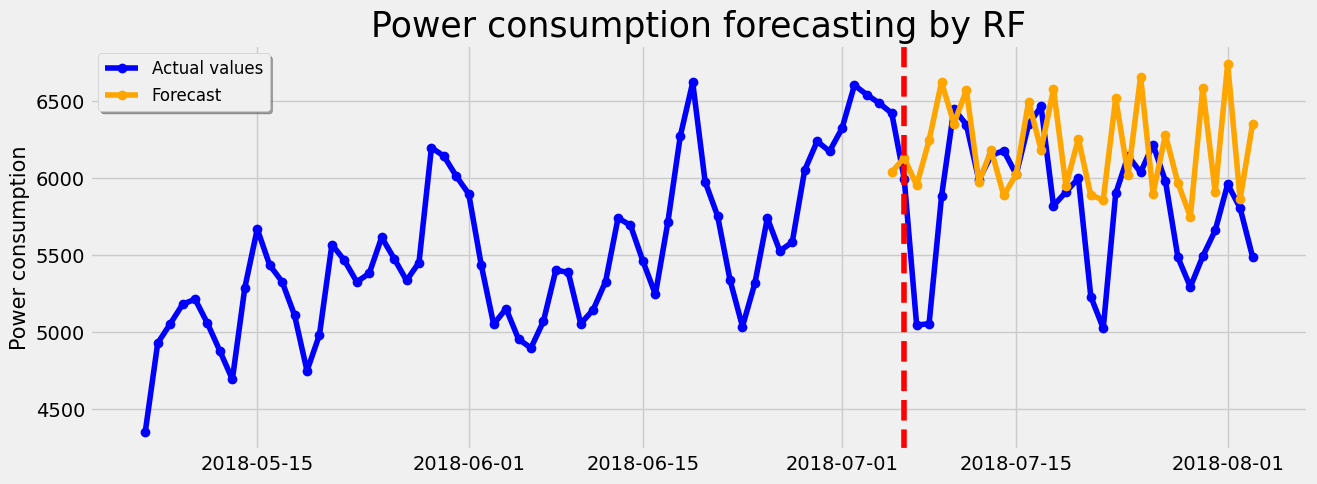 Power consumption forecasting by RF
Actual values
Forecast
Power consumption
6500
6000
5500
5000
4500
2018-05-15
2018-06-01
2018-06-15
2018-07-01
2018-07-15
2018-08-01